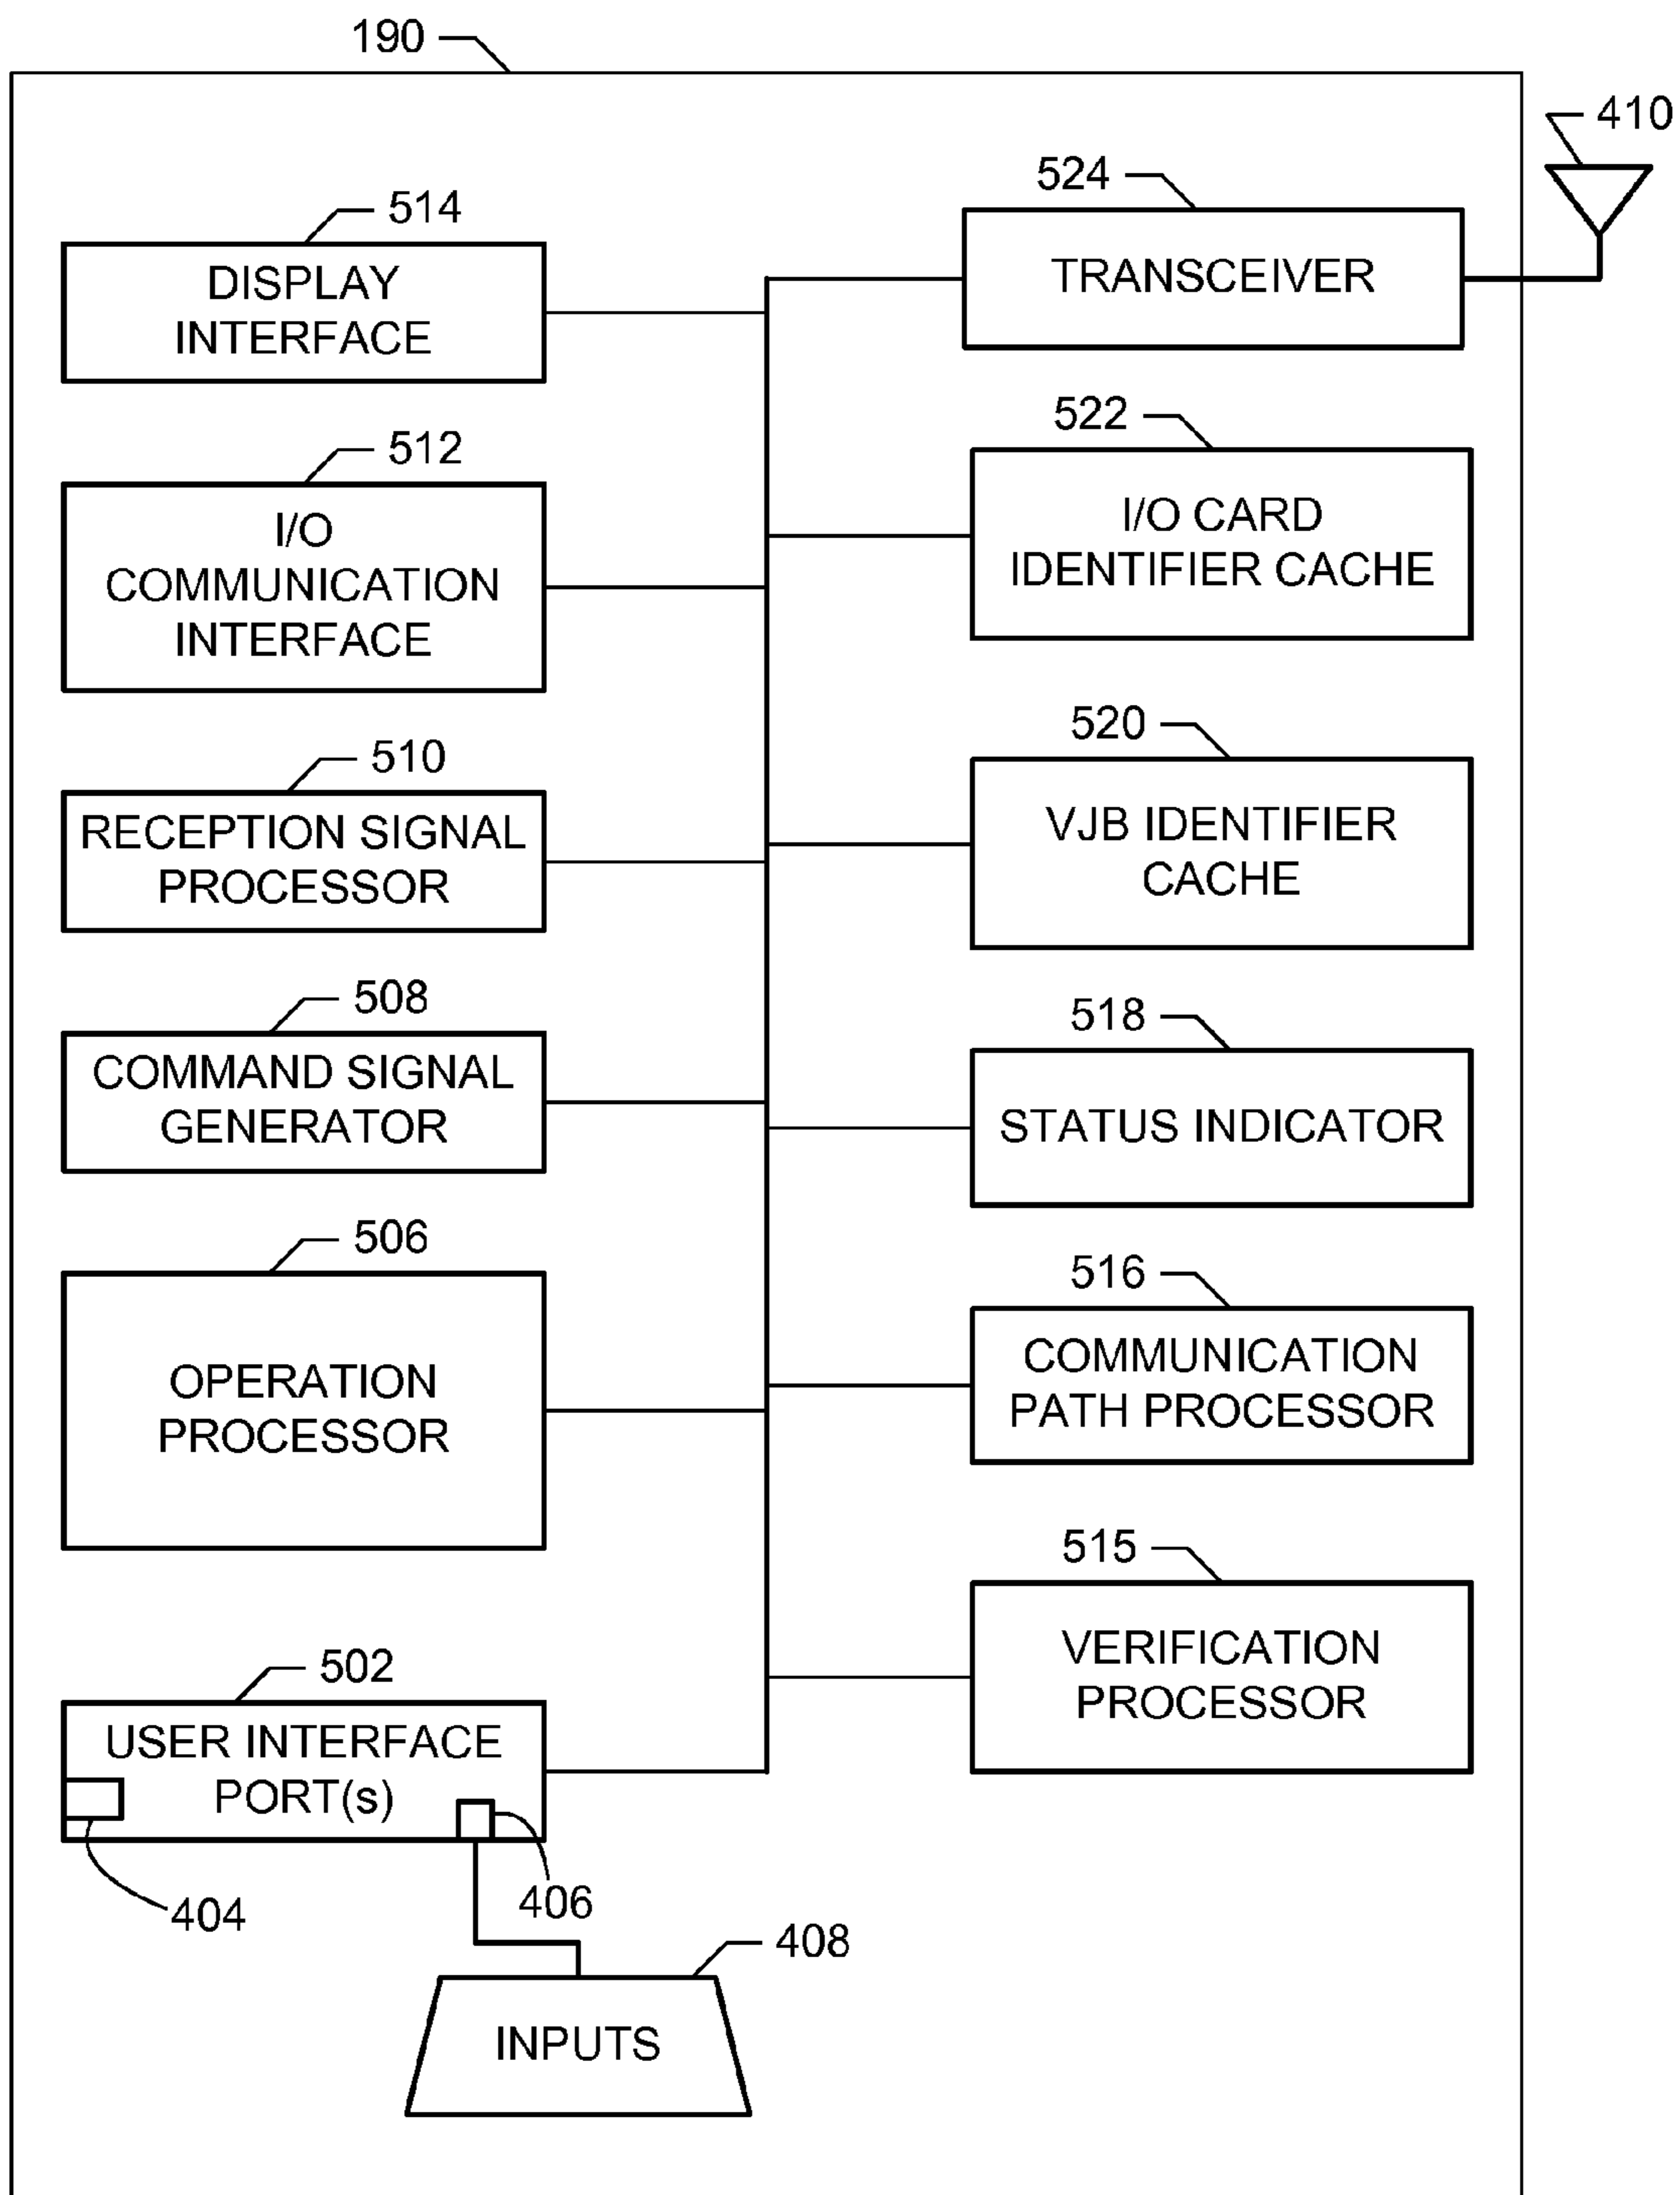 190
410
514
DISPLAY
INTERFACE
524
TRANSCEIVER
512
I/O
COMMUNICATION
INTERFACE
522
I/O CARD
IDENTIFIER CACHE
510
RECEPTION SIGNAL
PROCESSOR
520
VJB IDENTIFIER
CACHE
508
COMMAND SIGNAL
GENERATOR
518
STATUS INDICATOR
506
OPERATION
PROCESSOR
516
COMMUNICATION
PATH PROCESSOR
515
VERIFICATION
PROCESSOR
502
USER INTERFACE
PORT(s)
404
406
408
INPUTS